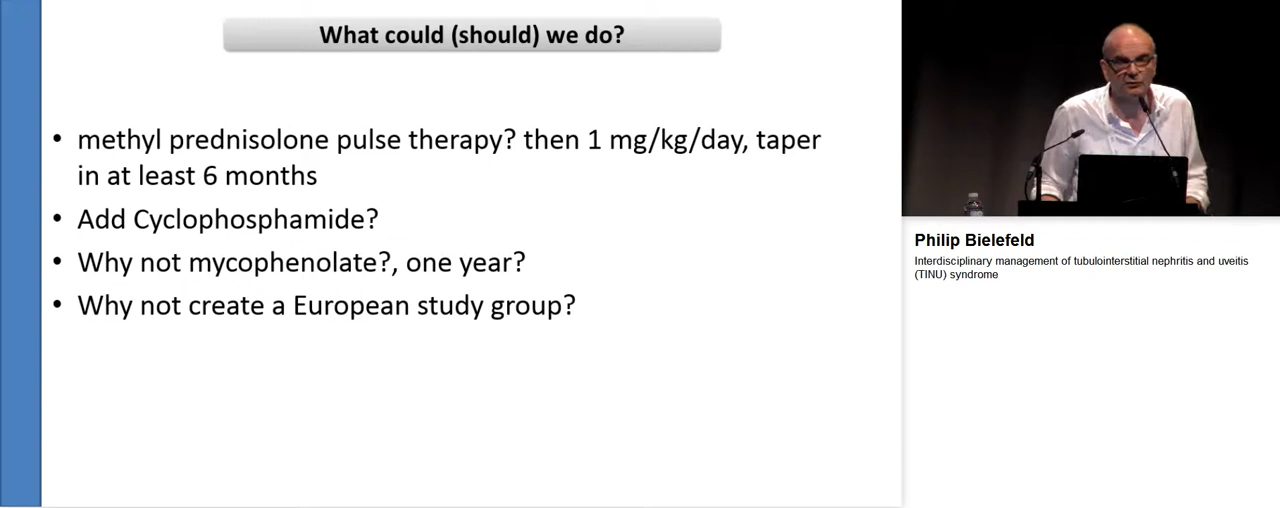 What could (should) we do?
• methyl prednisolone pulse therapy? then 1 mg/kg/day, taper
in at least 6 months
• Add Cyclophosphamide?
• Why not mycophenolate?, one year?
• Why not create a European study group?
Philip Bielefeld
Interdisciplinary management of tubulointerstitial nephritis and uveitis
(TINU) syndrome